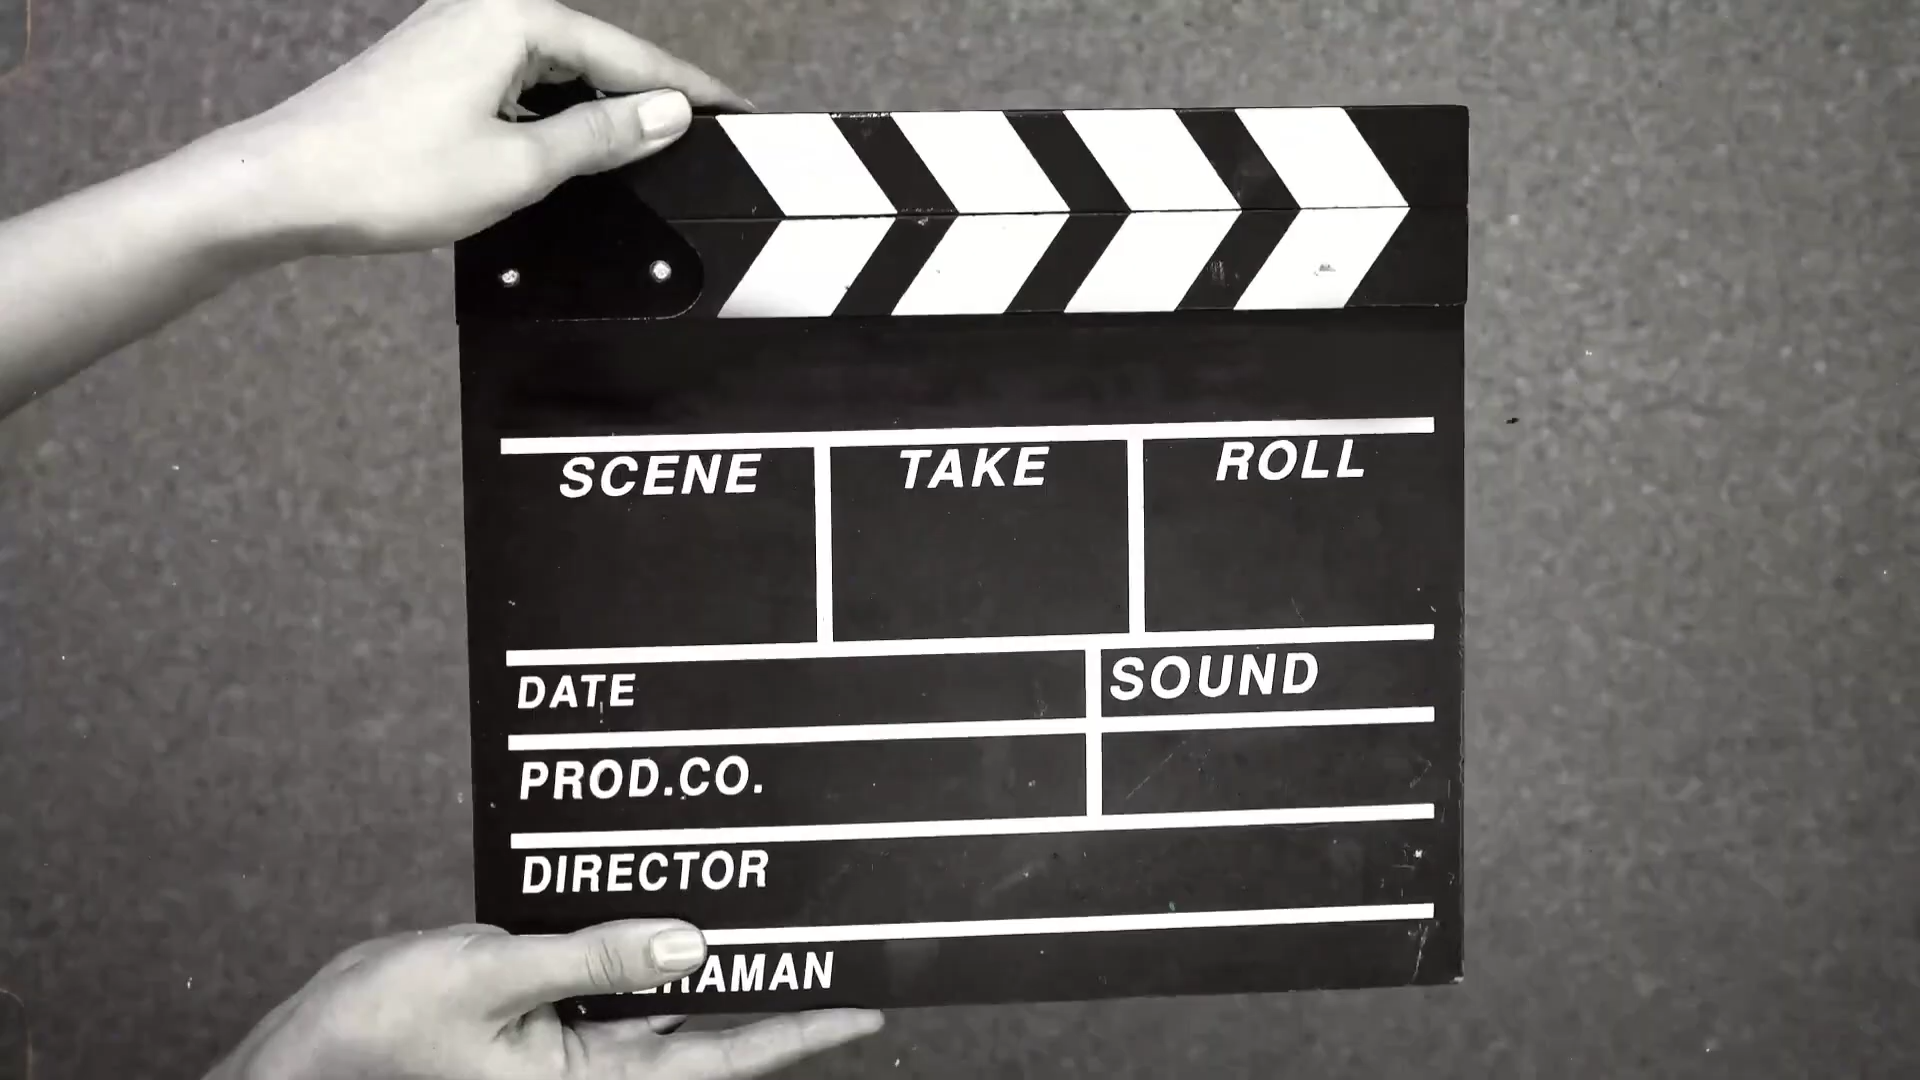 SCENE TAKE ROLL
DATE SOUND
PROD.CO.
DIRECTOR